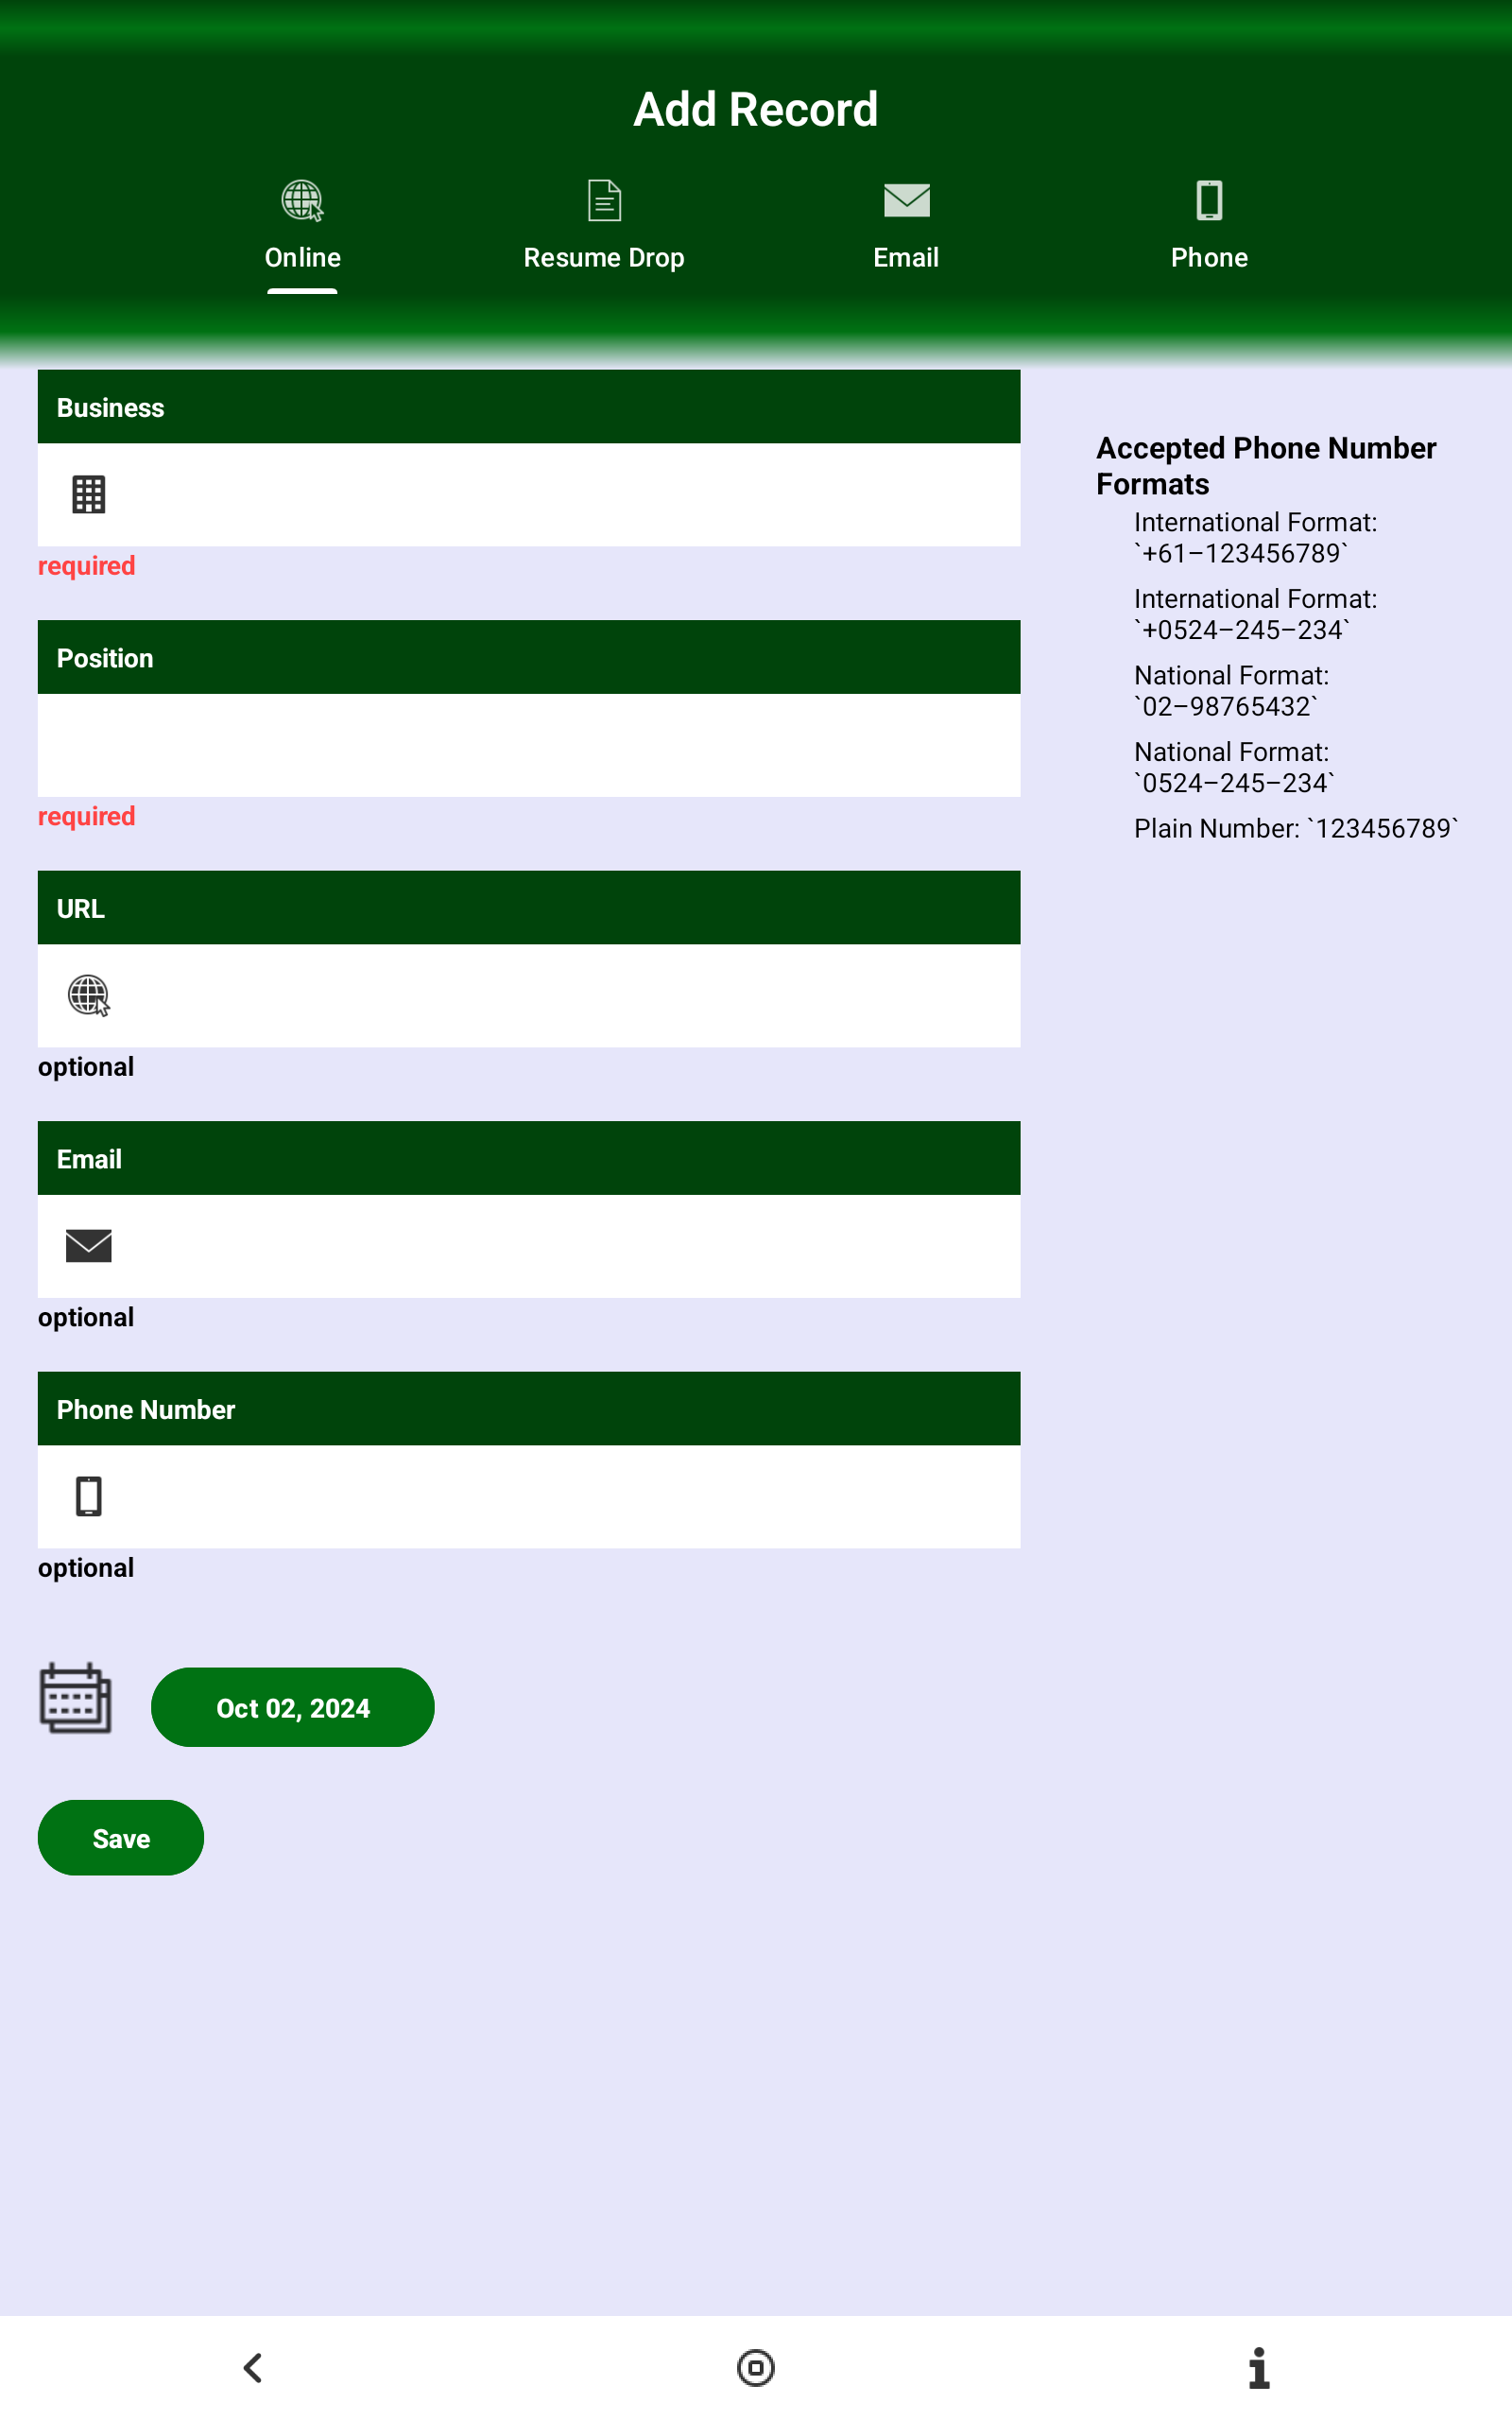 Add Record
Online
Resume Drop
Email
Phone
Business
required
Position
required
URL
optional
Email
optional
Phone Number
optional
Oct 02, 2024
Save
Accepted Phone Number
Formats
International Format:
`+61–123456789`
International Format:
`+0524–245–234`
National Format:
`02–98765432`
National Format:
`0524–245–234`
Plain Number: `123456789`